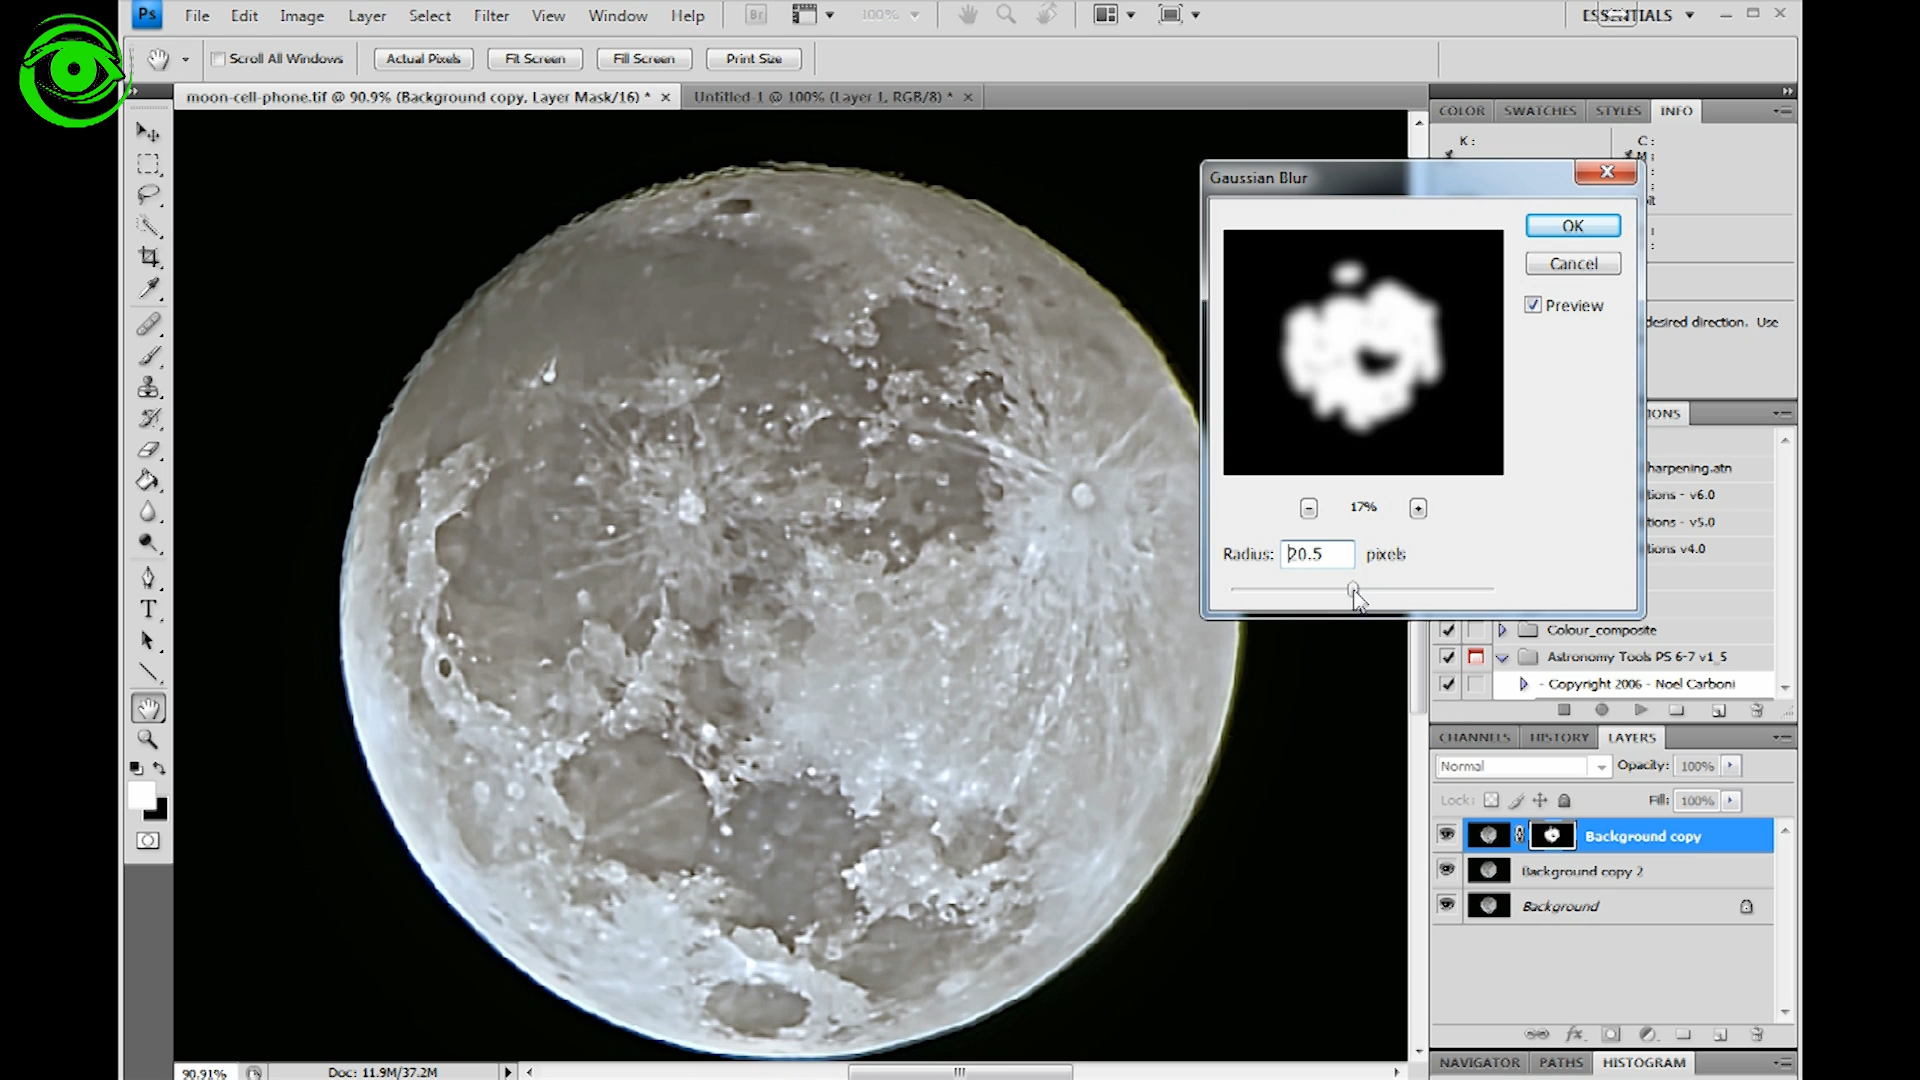 Ps File Edit Image Layer Select Filter View Window Help Br 100% ESSENTIALS
Scroll All Windows Actual Pixels Fit Screen Fill Screen Print Size
moon-cell-phone.tif @ 90.9% (Background copy, Layer Mask/16) * × Untitled-1 @ 100% (Layer 1, RGB/8) * ×
COLOR SWATCHES STYLES INFO
K: C:
M
Gaussian Blur
OK
Cancel
Preview
desired direction. Use
17%
Radius: 20.5 pixels
IONS
harpening.atn
tions - v6.0
tions - v5.0
tions v4.0
Colour_composite
Astronomy Tools PS 6-7 v1_5
- Copyright 2006 - Noel Carboni
CHANNELS HISTORY LAYERS
Normal Opacity: 100%
Lock: Fill: 100%
Background copy
Background copy 2
Background
NAVIGATOR PATHS HISTOGRAM
90.91% Doc: 11.9M/37.2M